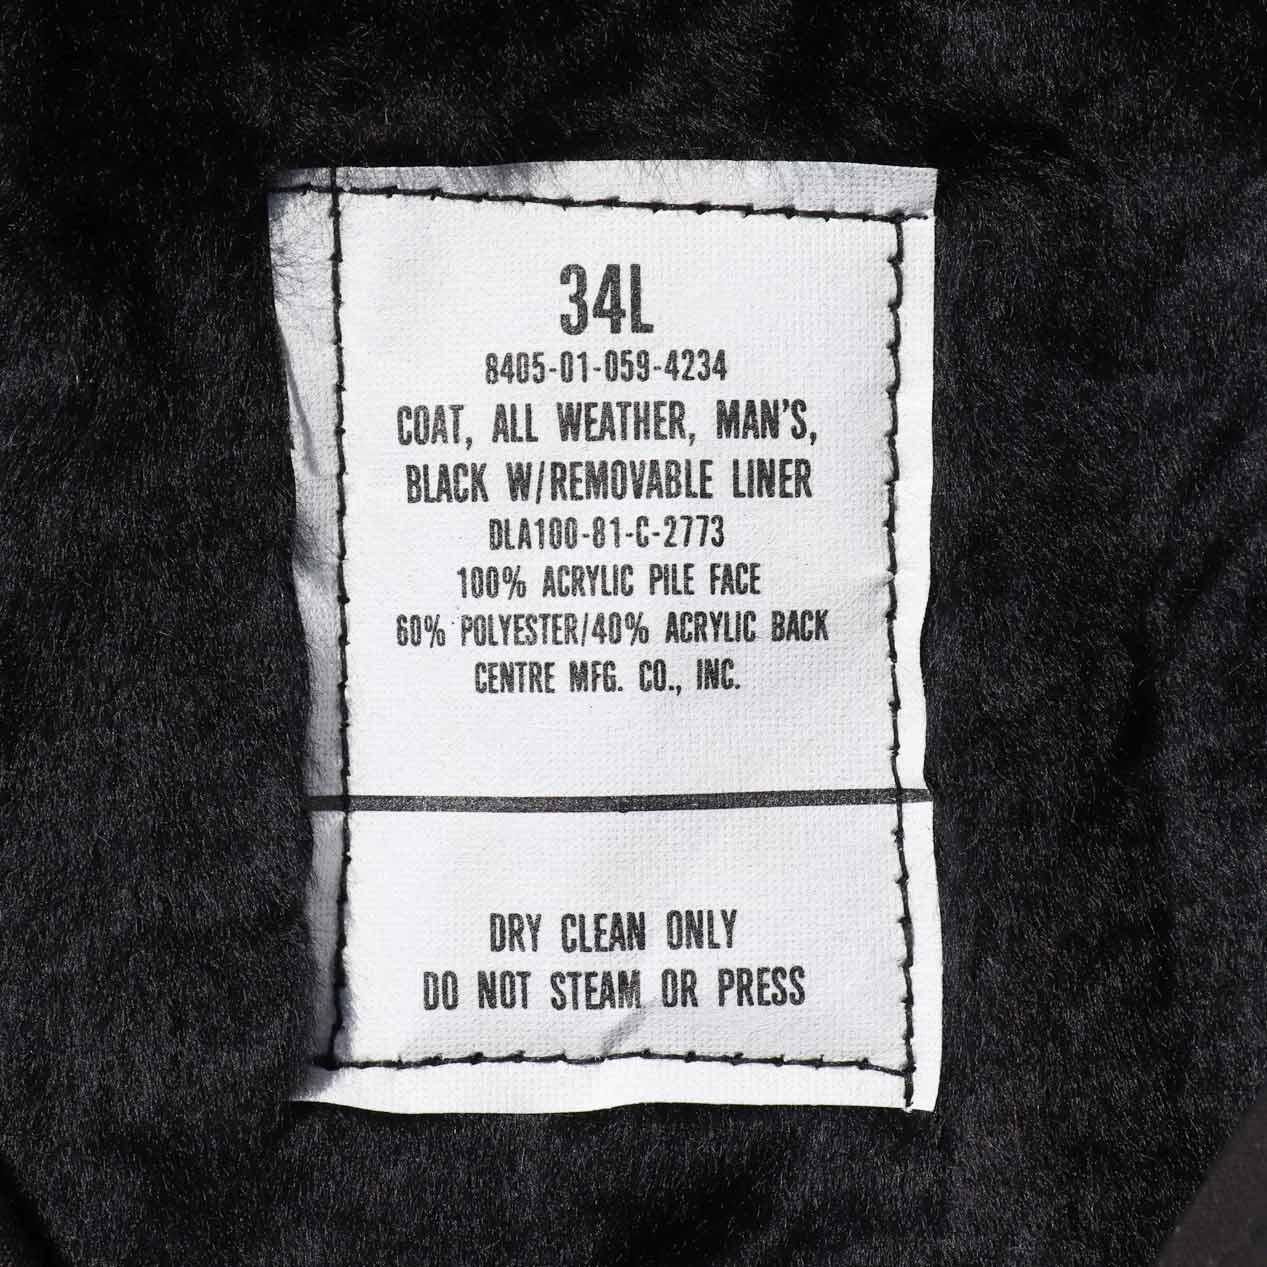 34L
8405-01-059-4234
COAT, ALL WEATHER, MAN'S,
BLACK W/REMOVABLE LINER
DLA100-81-C-2773
100% ACRYLIC PILE FACE
60% POLYESTER/40% ACRYLIC BACK
CENTRE MFG. CO., INC.
DRY CLEAN ONLY
DO NOT STEAM OR PRESS